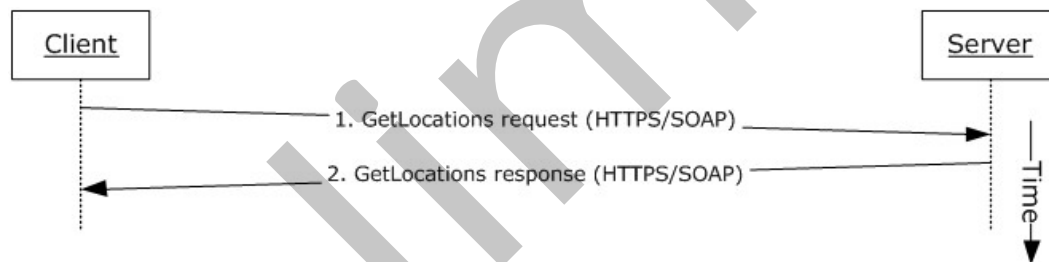 Client
Server
1. GetLocations request (HTTPS/SOAP)
2. GetLocations response (HTTPS/SOAP)
Time